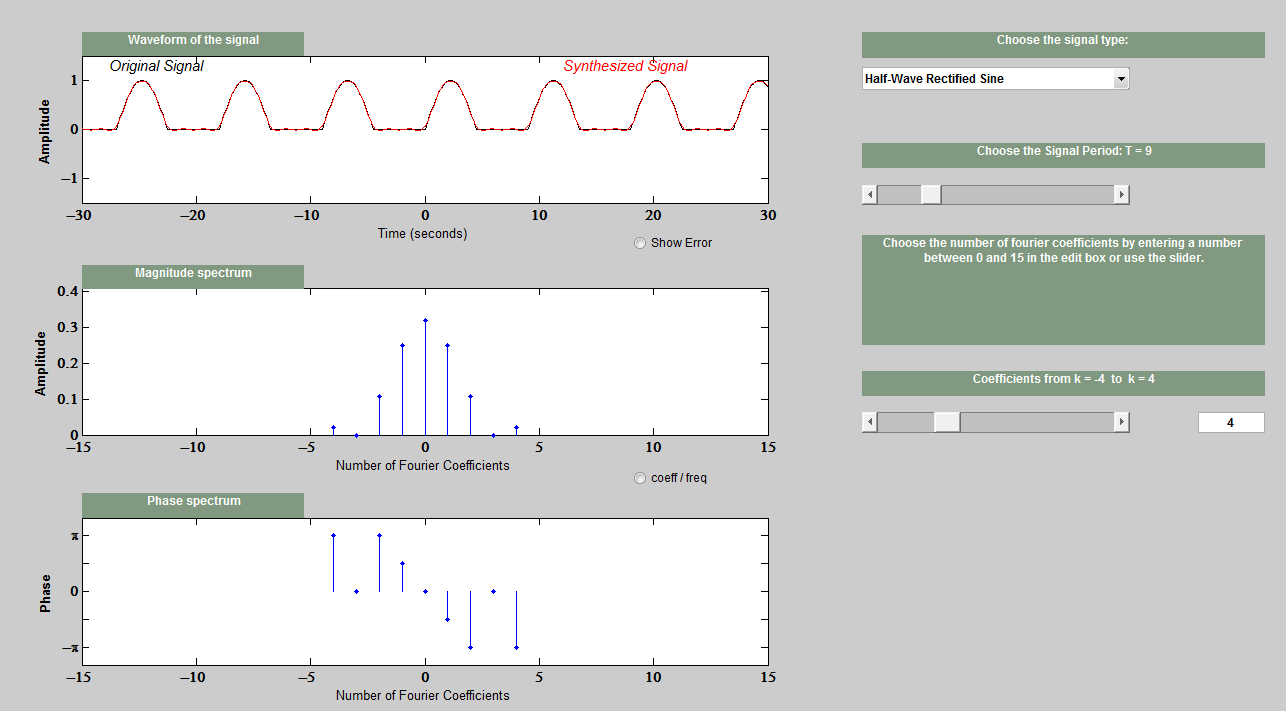 Waveform of the signal
Original Signal
Synthesized Signal
1
0
−1
Amplitude
−30
−20
−10
0
10
20
30
Time (seconds)
Show Error
Magnitude spectrum
0.4
0.3
0.2
0.1
0
Amplitude
−15
−10
−5
0
5
10
15
Number of Fourier Coefficients
coeff / freq
Phase spectrum
π
0
−π
Phase
−15
−10
−5
0
5
10
15
Number of Fourier Coefficients
Choose the signal type:
Half-Wave Rectified Sine
Choose the Signal Period: T = 9
Choose the number of fourier coefficients by entering a number
between 0 and 15 in the edit box or use the slider.
Coefficients from k = -4 to k = 4
4